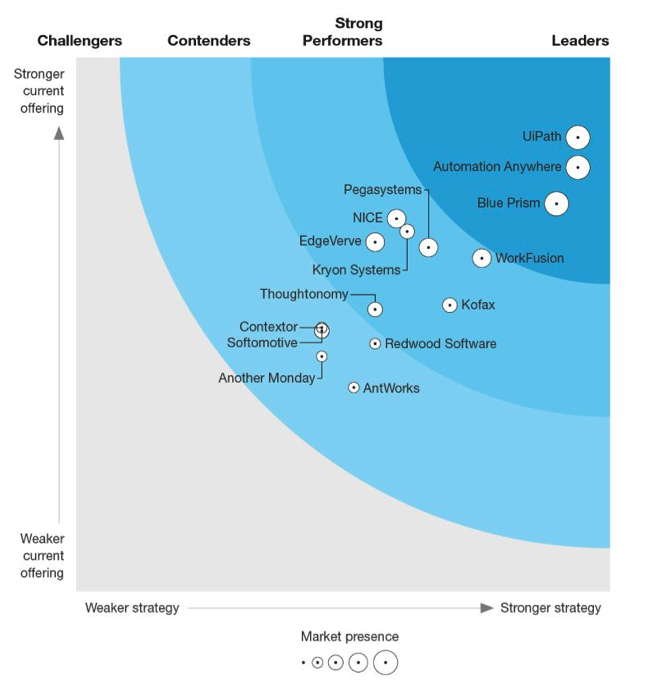 Challengers
Contenders
Strong
Performers
Leaders
Stronger
current
offering
UiPath
Automation Anywhere
Pegasystems
Blue Prism
NICE
EdgeVerve
WorkFusion
Kryon Systems
Thoughtonomy
Kofax
Contextor
Softomotive
Redwood Software
Another Monday
AntWorks
Weaker
current
offering
Weaker strategy
Stronger strategy
Market presence